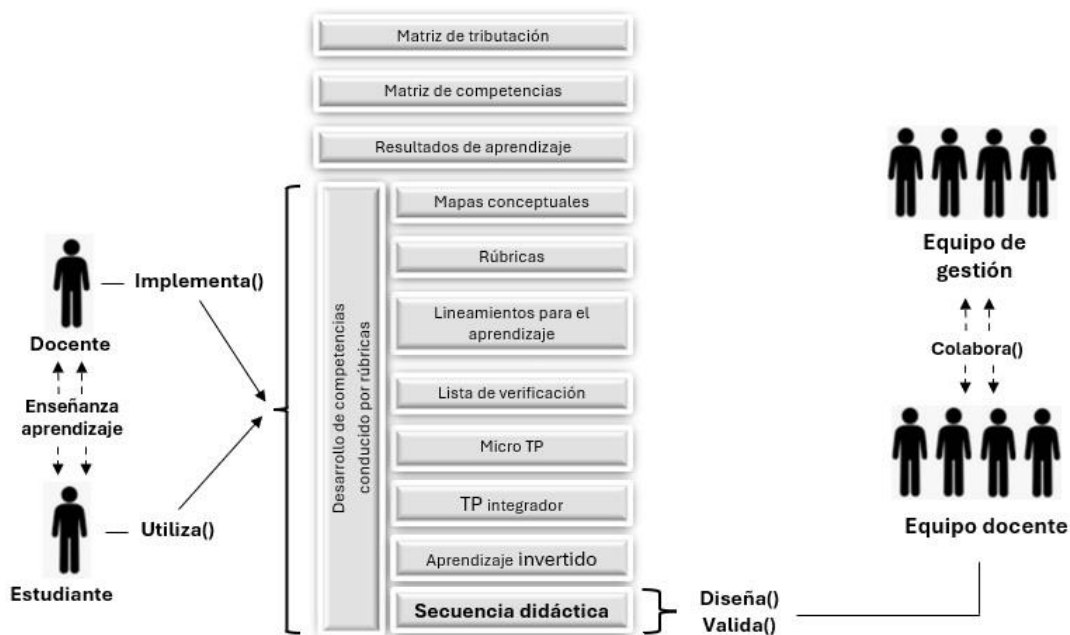 Matriz de tributación
Matriz de competencias
Resultados de aprendizaje
Desarrollo de competencias
conducido por rúbricas
Mapas conceptuales
Rúbricas
Lineamientos para el
aprendizaje
Lista de verificación
Micro TP
TP integrador
Aprendizaje invertido
Secuencia didáctica
Implementa()
Docente
Enseñanza
aprendizaje
Utiliza()
Estudiante
Equipo de
gestión
Colabora()
Equipo docente
Diseña()
Valida()